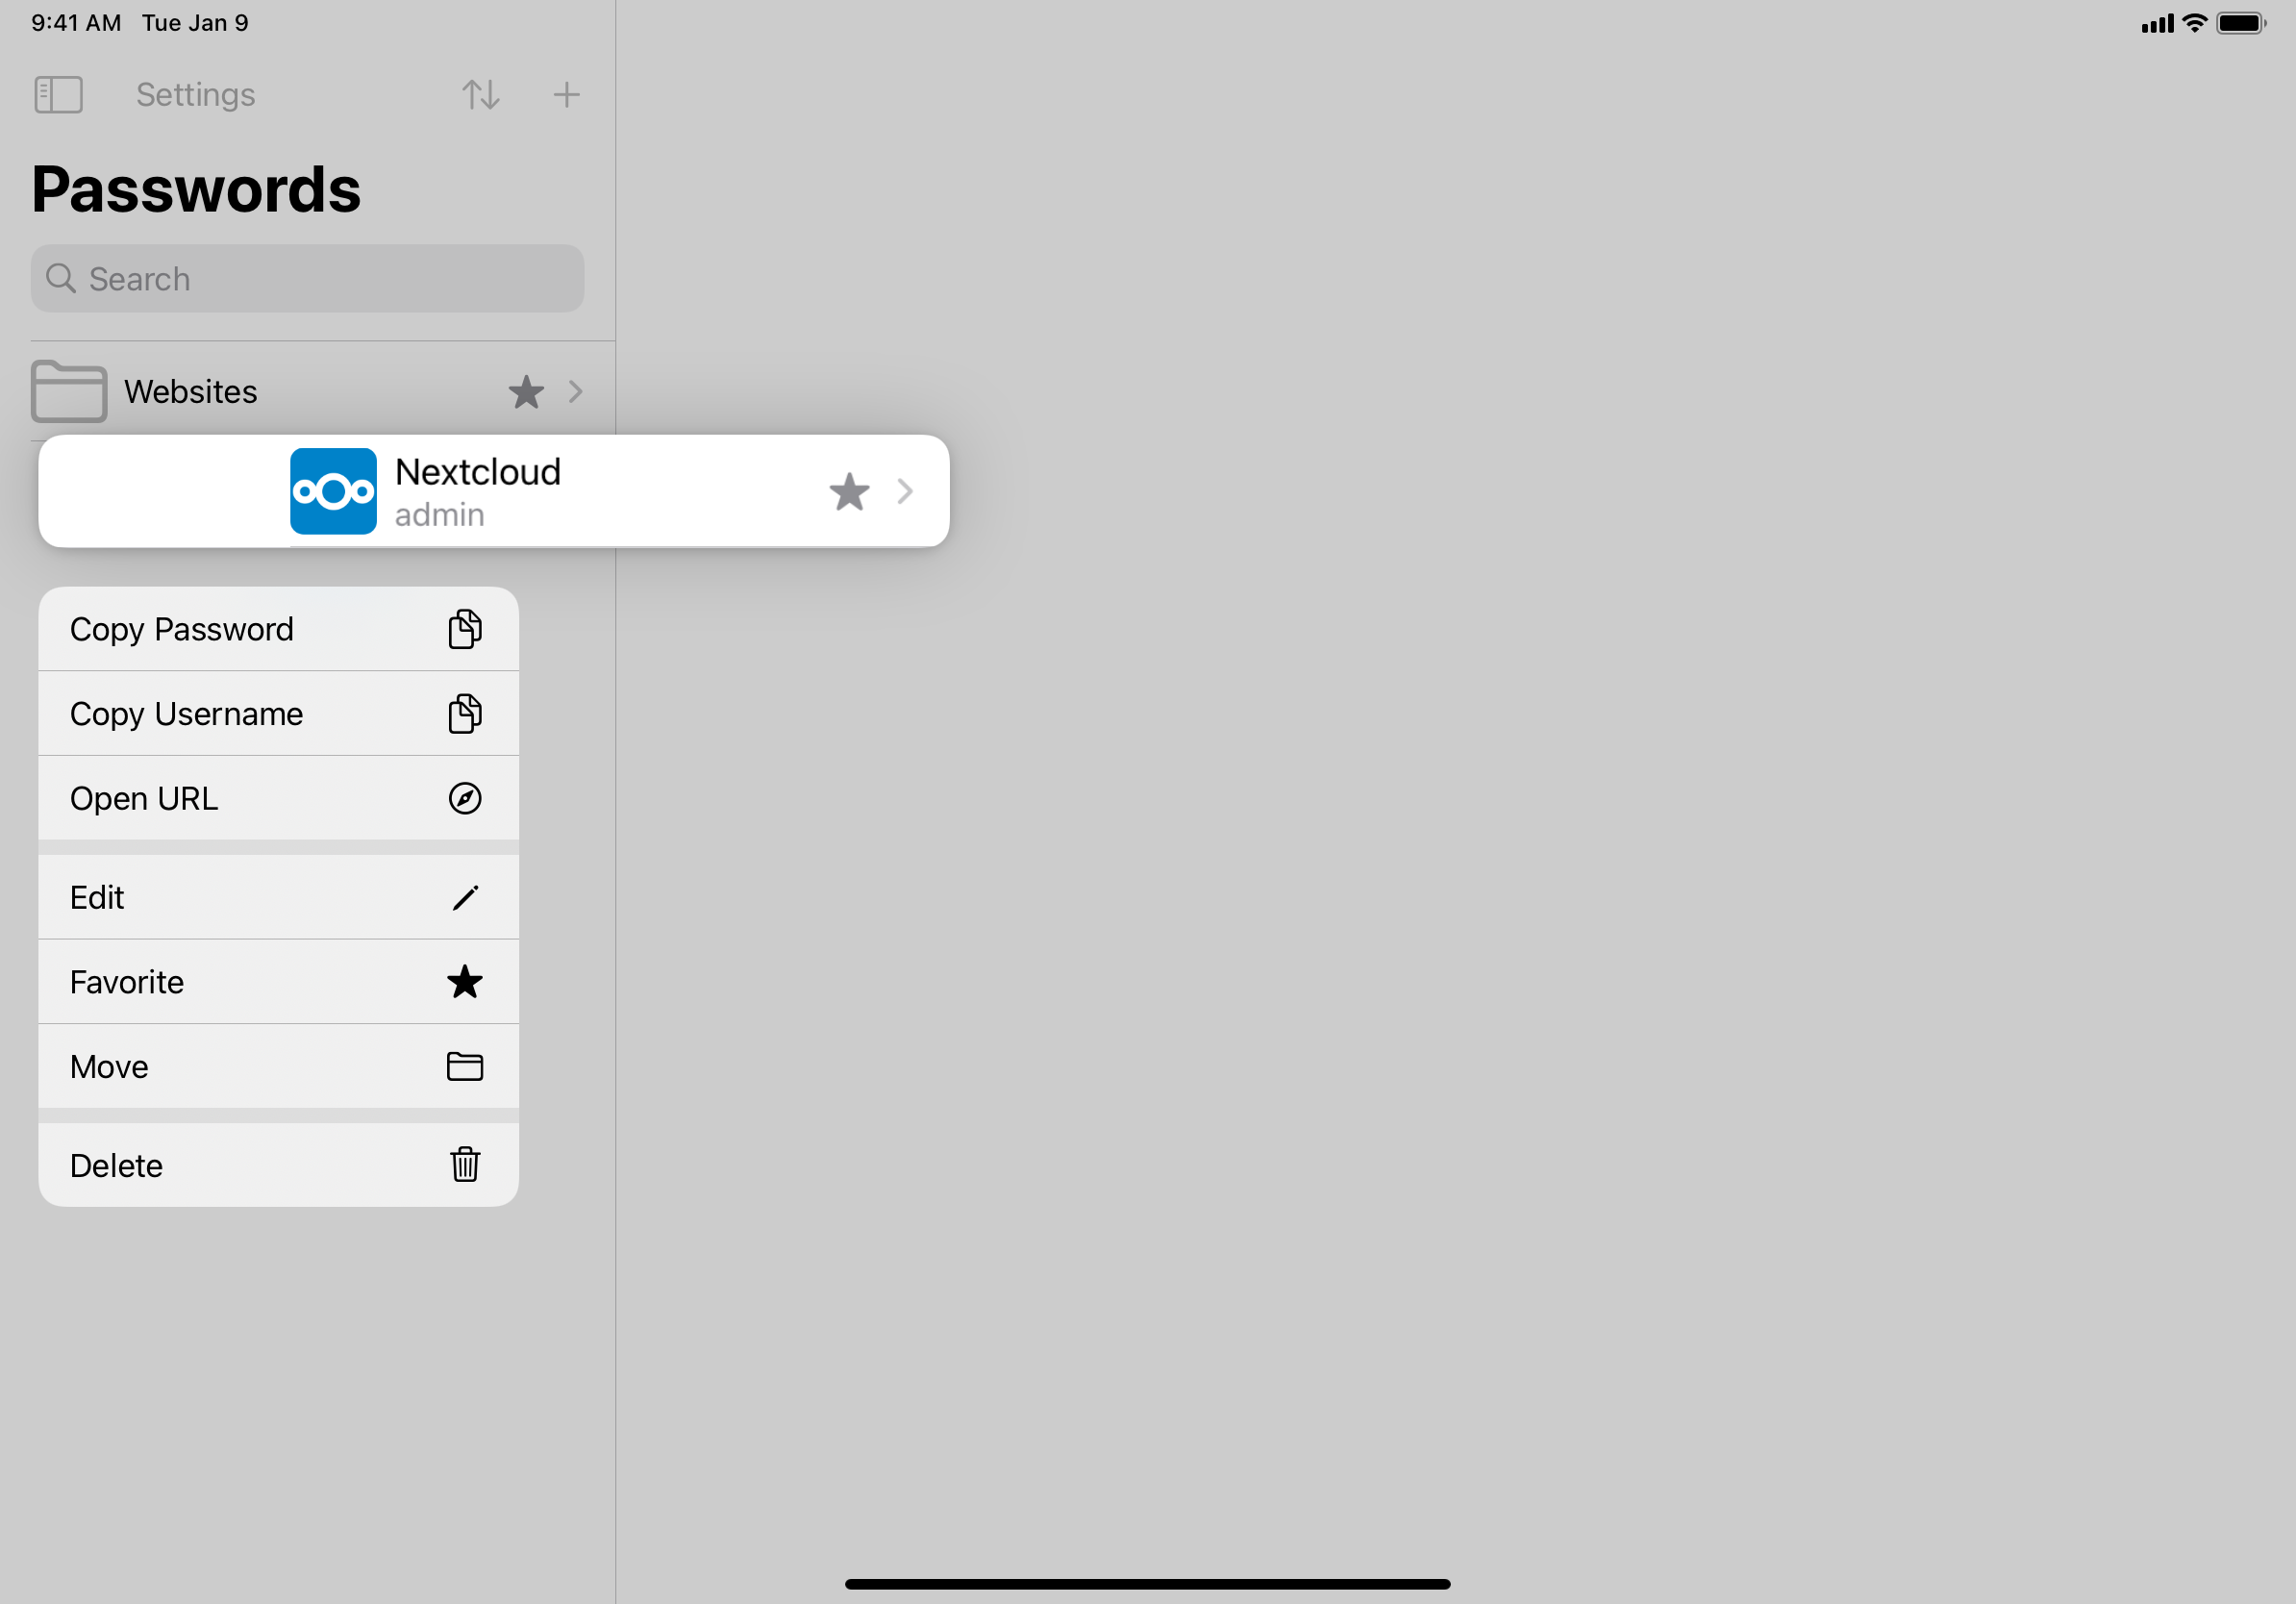 9:41 AM Tue Jan 9
Settings
Passwords
Search
Websites
Nextcloud
admin
Copy Password
Copy Username
Open URL
Edit
Favorite
Move
Delete